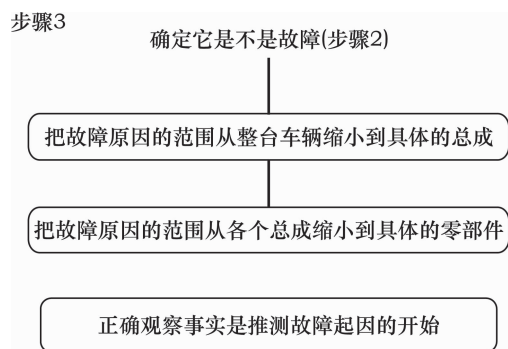 步骤3
确定它是不是故障(步骤2)
把故障原因的范围从整台车辆缩小到具体的总成
把故障原因的范围从各个总成缩小到具体的零部件
正确观察事实是推测故障起因的开始